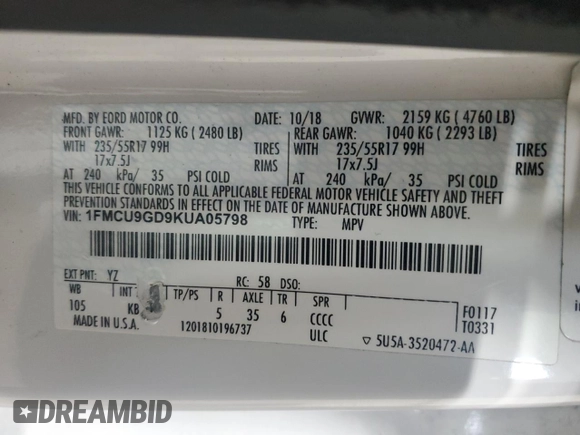 MFD. BY FORD MOTOR CO.
DATE: 10/18 GVWR: 2159 KG ( 4760 LB)
FRONT GAWR: 1125 KG ( 2480 LB)
REAR GAWR: 1040 KG ( 2293 LB)
WITH 235/55R17 99H TIRES
WITH 235/55R17 99H TIRES
17x7.5J RIMS
17x7.5J RIMS
AT 240 kPa/ 35 PSI COLD
AT 240 kPa/ 35 PSI COLD
THIS VEHICLE CONFORMS TO ALL APPLICABLE FEDERAL MOTOR VEHICLE SAFETY AND THEFT
PREVENTION STANDARDS IN EFFECT ON THE DATE OF MANUFACTURE SHOWN ABOVE.
VIN: 1FMCU9GD9KUA05798
TYPE: MPV
EXT PNT: YZ RC: 58 DSO:
WB INT TP/PS R AXLE TR SPR
105 KB 5 35 6 CCCC
F0117
T0331
MADE IN U.S.A. 1201810196737 ULC
▽ 5U5A-3520472-AA
DREAMBID